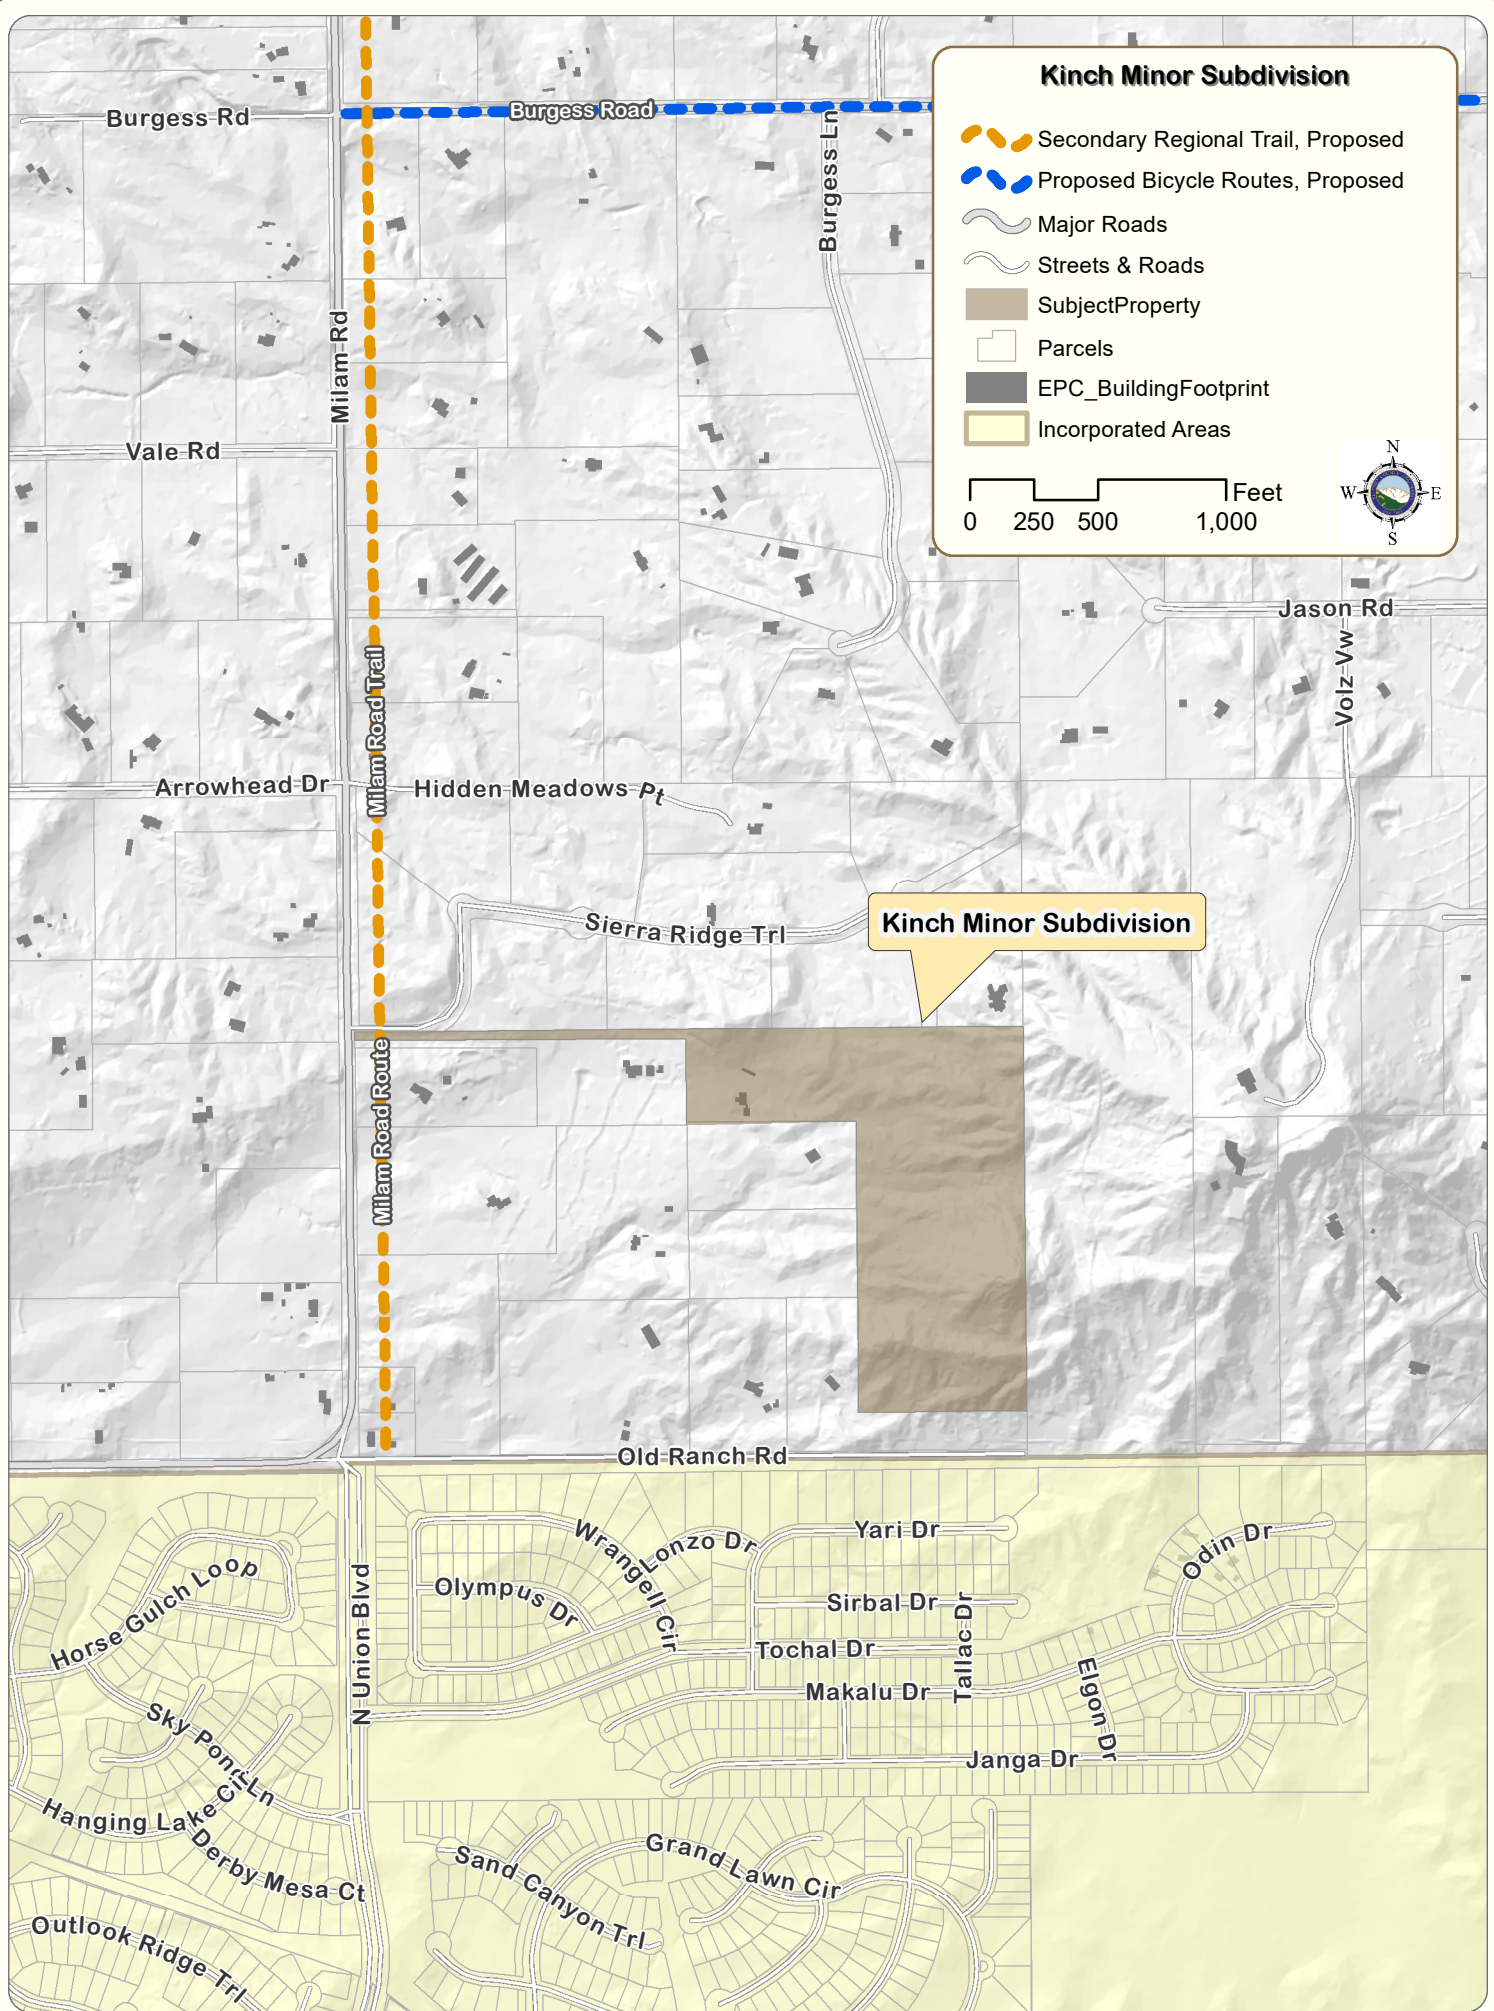 Kinch Minor Subdivision
Secondary Regional Trail, Proposed
Proposed Bicycle Routes, Proposed
Major Roads
Streets & Roads
SubjectProperty
Parcels
EPC_BuildingFootprint
Incorporated Areas
Feet
0 250 500 1,000
N
W E
S
Burgess Rd
Burgess Road
Burgess Ln
Milam Rd
Vale Rd
Jason Rd
Volz Vw
Milam Road Trail
Arrowhead Dr
Hidden Meadows Pt
Sierra Ridge Trl
Kinch Minor Subdivision
Milam Road Route
Old Ranch Rd
Wrangell Cir
Lonzo Dr
Yari Dr
Odin Dr
Horse Gulch Loop
Olympus Dr
Sirbal Dr
N Union Blvd
Tochal Dr
Tallac Dr
Makalu Dr
Elgon Dr
Sky Pond Ln
Janga Dr
Hanging Lake Cir
Derby Mesa Ct
Grand Lawn Cir
Sand Canyon Trl
Outlook Ridge Trl